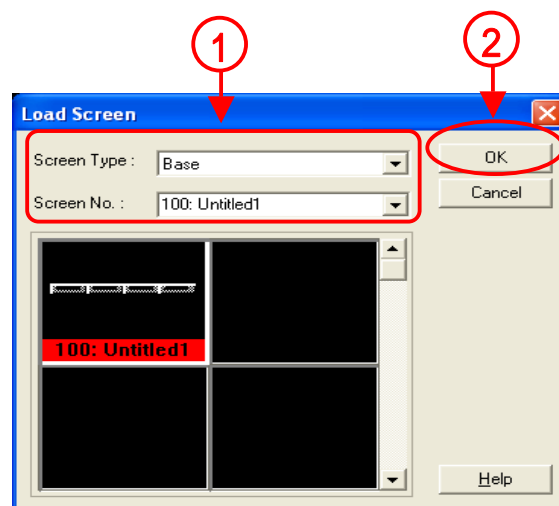 1
2
Load Screen
Screen Type : Base
OK
Screen No. : 100: Untitled1
Cancel
100: Untitled1
Help